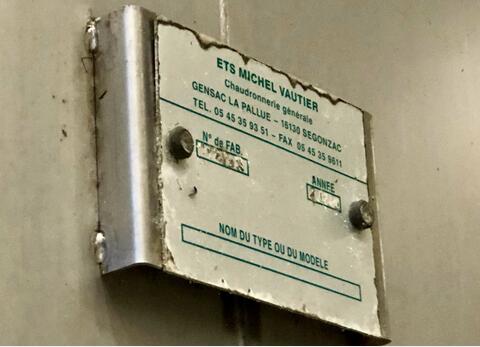 ETS MICHEL VAUTIER
Chaudronnerie générale
GENSAC LA PALLUE – 16130 SEGONZAC
TEL. 05 45 35 93 51 – FAX 05 45 35 9611
N° de FAB.
ANNÉE
NOM DU TYPE OU DU MODELE